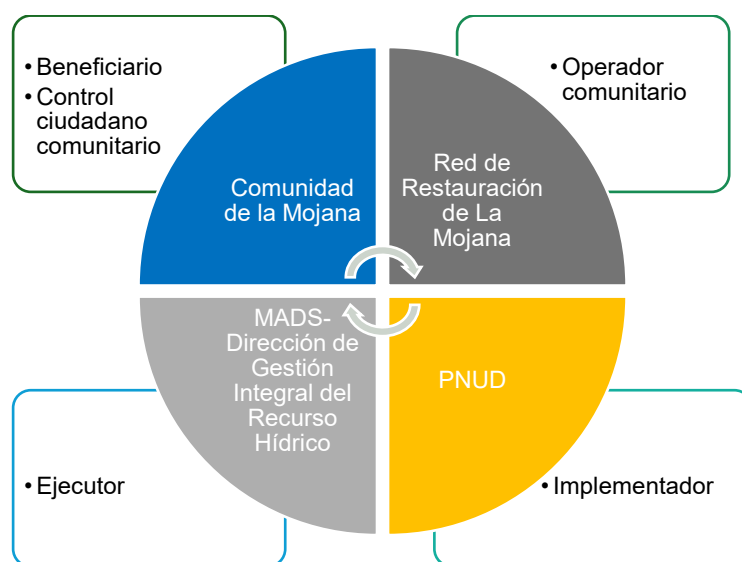 • Beneficiario
• Control
ciudadano
comunitario
• Operador
comunitario
Comunidad
de la Mojana
Red de
Restauración
de La
Mojana
MADS-
Dirección de
Gestión
Integral del
Recurso
Hídrico
PNUD
• Ejecutor
• Implementador